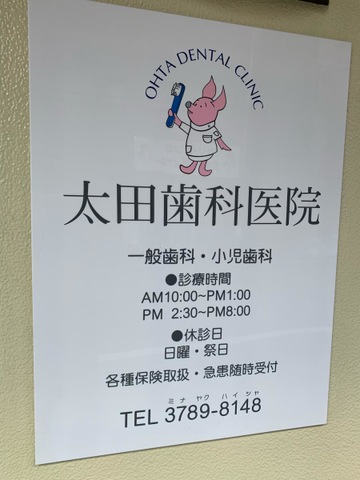 OHTA DENTAL CLINIC
太田歯科医院
一般歯科・小児歯科
●診療時間
AM10:00~PM1:00
PM 2:30~PM8:00
●休診日
日曜・祭日
各種保険取扱・急患随時受付
ミナ ヤク ハイシャ
TEL 3789-8148